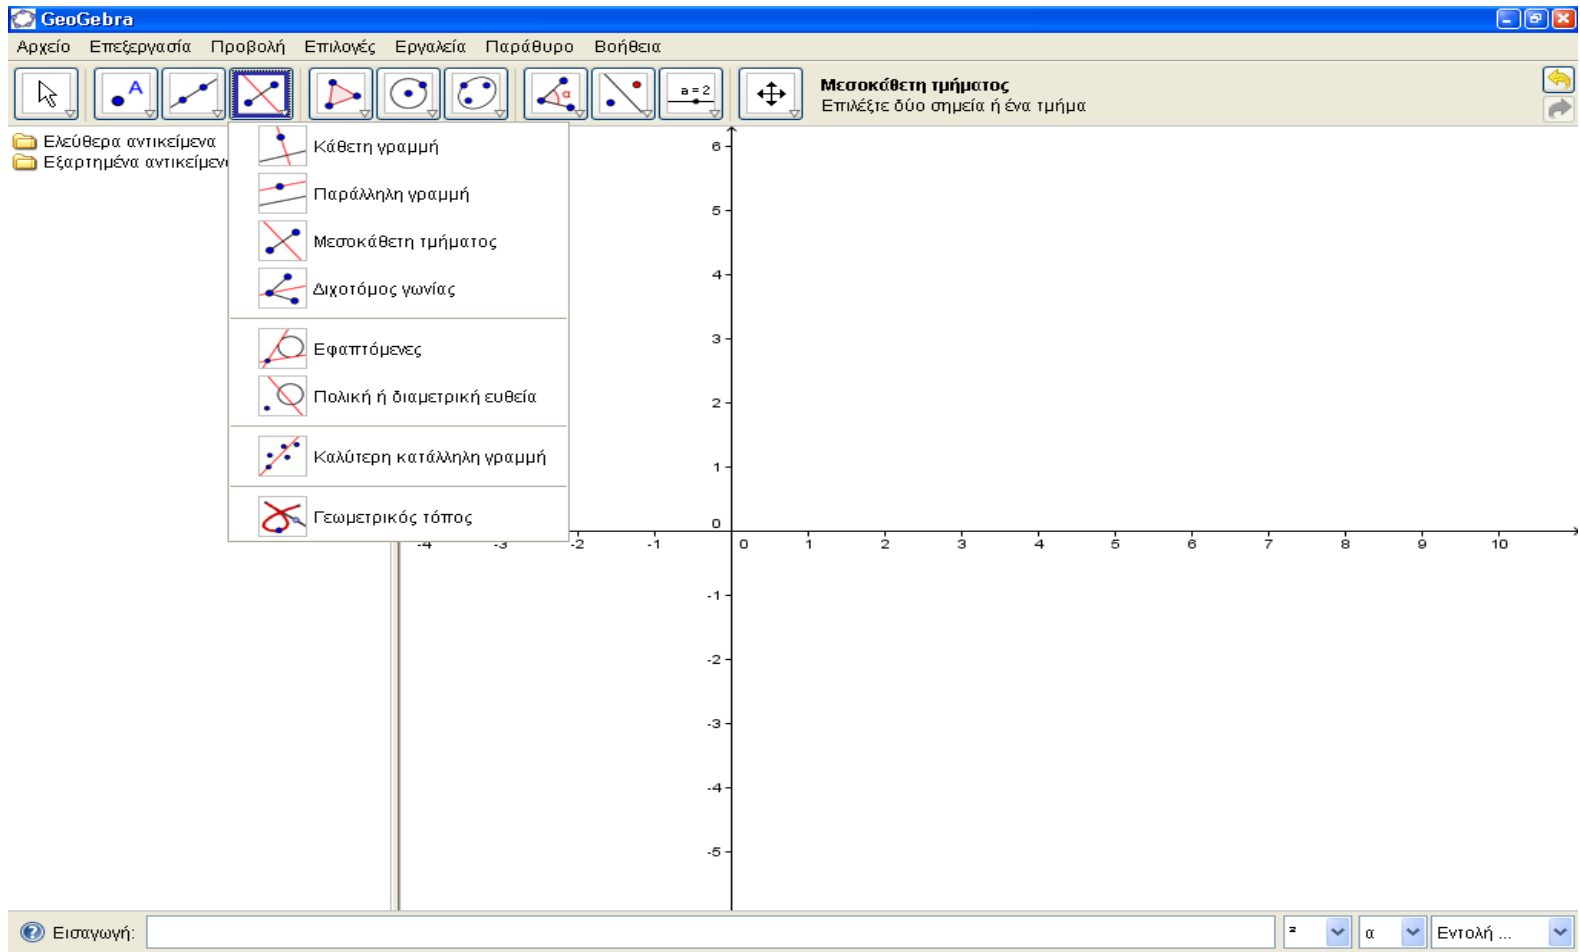 GeoGebra
Αρχείο Επεξεργασία Προβολή Επιλογές Εργαλεία Παράθυρο Βοήθεια
A
α
a = 2
Μεσοκάθετη τμήματος
Επιλέξτε δύο σημεία ή ένα τμήμα
Ελεύθερα αντικείμενα
Εξαρτημένα αντικείμενα
Κάθετη γραμμή
Παράλληλη γραμμή
Μεσοκάθετη τμήματος
Διχοτόμος γωνίας
Εφαπτόμενες
Πολική ή διαμετρική ευθεία
Καλύτερη κατάλληλη γραμμή
Γεωμετρικός τόπος
6
5
4
3
2
1
0
-4 -3 -2 -1 0 1 2 3 4 5 6 7 8 9 10
-1
-2
-3
-4
-5
Εισαγωγή:
² α Εντολή ...